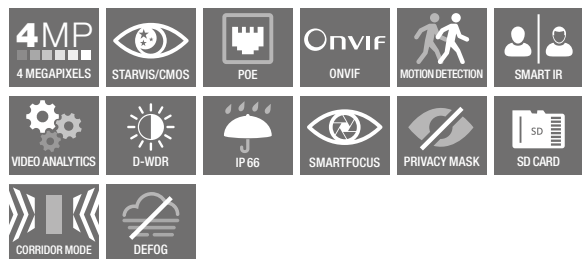 4MP
4 MEGAPIXELS
STARVIS/CMOS
POE
ONVIF
ONVIF
MOTION DETECTION
SMART IR
VIDEO ANALYTICS
D-WDR
IP 66
SMARTFOCUS
PRIVACY MASK
SD
SD CARD
CORRIDOR MODE
DEFOG